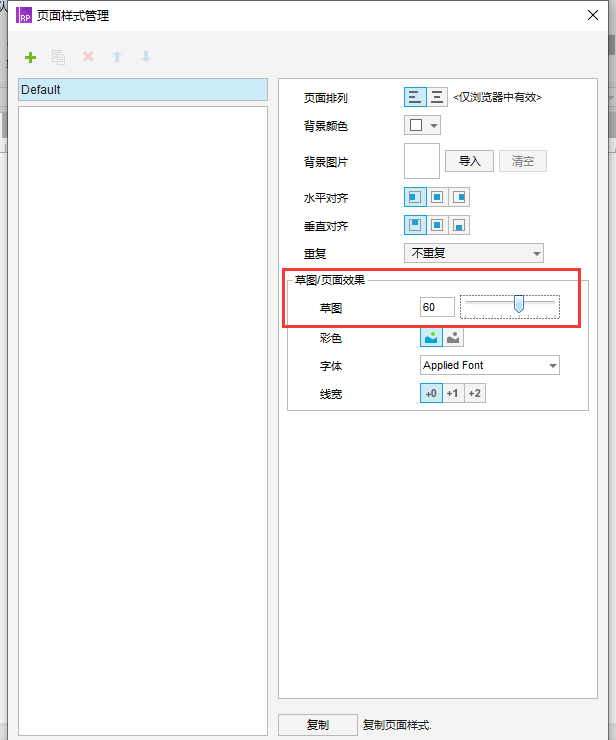 RP 页面样式管理
Default
页面排列 <仅浏览器中有效>
背景颜色
背景图片 导入 清空
水平对齐
垂直对齐
重复 不重复
草图/页面效果
草图 60
彩色
字体 Applied Font
线宽 +0 +1 +2
复制 复制页面样式.